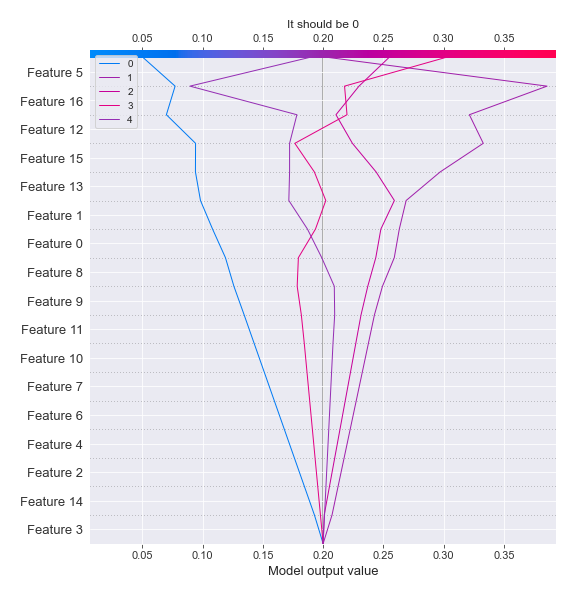 It should be 0
0.05 0.10 0.15 0.20 0.25 0.30 0.35
0
1
2
3
4
Feature 5
Feature 16
Feature 12
Feature 15
Feature 13
Feature 1
Feature 0
Feature 8
Feature 9
Feature 11
Feature 10
Feature 7
Feature 6
Feature 4
Feature 2
Feature 14
Feature 3
0.05 0.10 0.15 0.20 0.25 0.30 0.35
Model output value